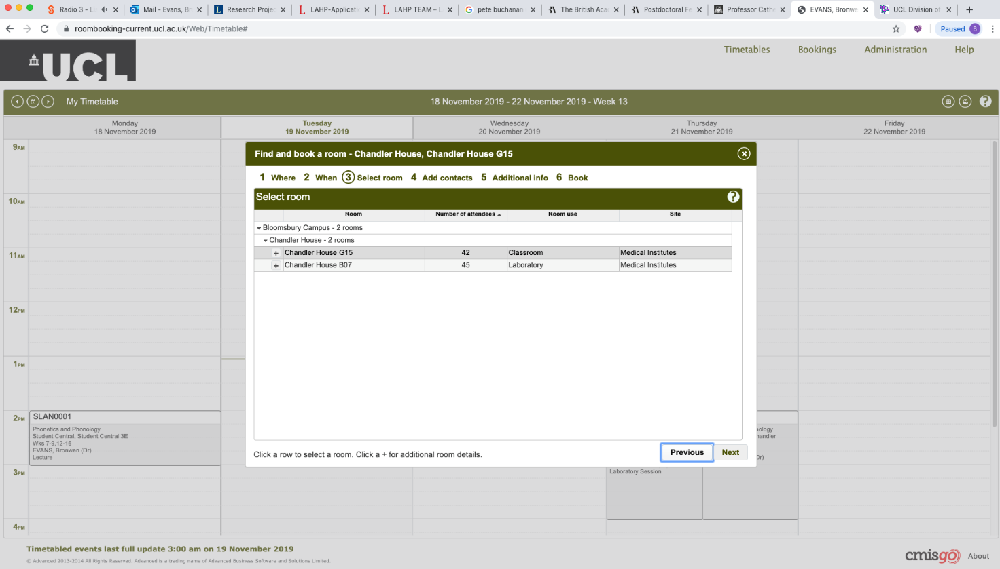 Radio 3 - Li
Mail - Evans, Br
Research Projec
LAHP-Applicatio
LAHP TEAM – L
pete buchanan
The British Aca
Postdoctoral Fe
Professor Cathe
EVANS, Bronwe
UCL Division of
roombooking-current.ucl.ac.uk/Web/Timetable#
Paused B
UCL
Timetables Bookings Administration Help
My Timetable
18 November 2019 - 22 November 2019 - Week 13
Monday
18 November 2019
Tuesday
19 November 2019
Wednesday
20 November 2019
Thursday
21 November 2019
Friday
22 November 2019
9AM
10AM
11AM
12PM
1PM
2PM
3PM
4PM
Find and book a room - Chandler House, Chandler House G15
1 Where 2 When 3 Select room 4 Add contacts 5 Additional info 6 Book
Select room
?
Room Number of attendees Room use Site
Bloomsbury Campus - 2 rooms
Chandler House - 2 rooms
+ Chandler House G15 42 Classroom Medical Institutes
+ Chandler House B07 45 Laboratory Medical Institutes
Click a row to select a room. Click a + for additional room details.
Previous Next
SLAN0001
Phonetics and Phonology
Student Central, Student Central 3E
Wks 7-9,12-16
EVANS, Bronwen (Dr)
Lecture
ology
handler
Dr)
Laboratory Session
Timetabled events last full update 3:00 am on 19 November 2019
© Advanced 2013-2014 All Rights Reserved. Advanced is a trading name of Advanced Business Software and Solutions Limited.
cmisgo About